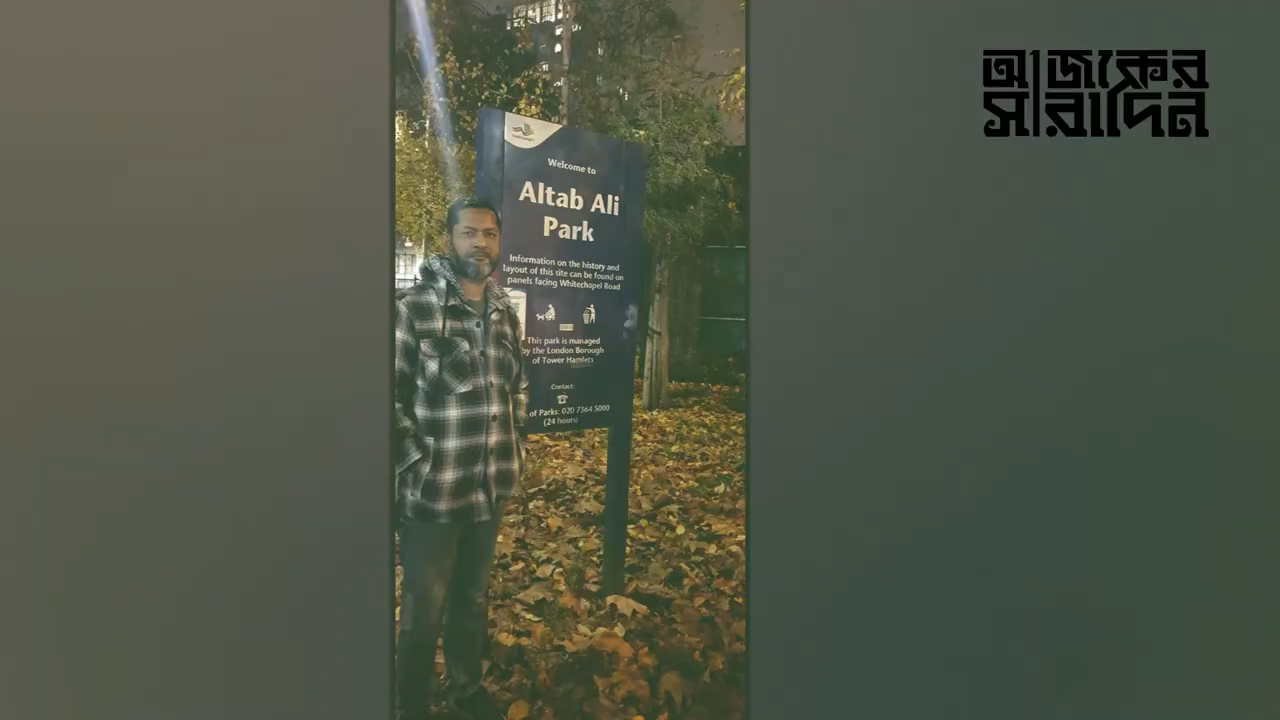 আজকের
সারাদিন
Welcome to
Altab Ali
Park
Information on the history and
layout of this site can be found on
panels facing Whitechapel Road
This park is managed
by the London Borough
of Tower Hamlets
Contact:
of Parks: 020 7364 5000
(24 hours)